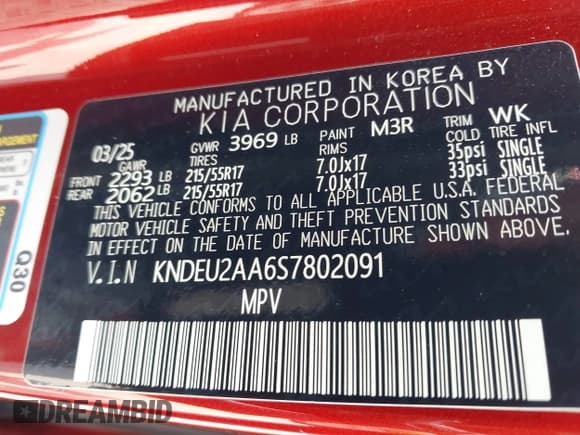 MANUFACTURED IN KOREA BY
KIA CORPORATION
03/25 GVWR 3969 LB PAINT M3R TRIM WK
GAWR TIRES RIMS COLD TIRE INFL
FRONT 2293 LB 215/55R17 7.0Jx17 35psi SINGLE
REAR 2062 LB 215/55R17 7.0Jx17 33psi SINGLE
THIS VEHICLE CONFORMS TO ALL APPLICABLE U.S.A. FEDERAL
MOTOR VEHICLE SAFETY AND THEFT PREVENTION STANDARDS
IN EFFECT ON THE DATE OF MANUFACTURE SHOWN ABOVE.
V.I.N KNDEU2AA6S7802091
MPV
Q30
DREAMBID